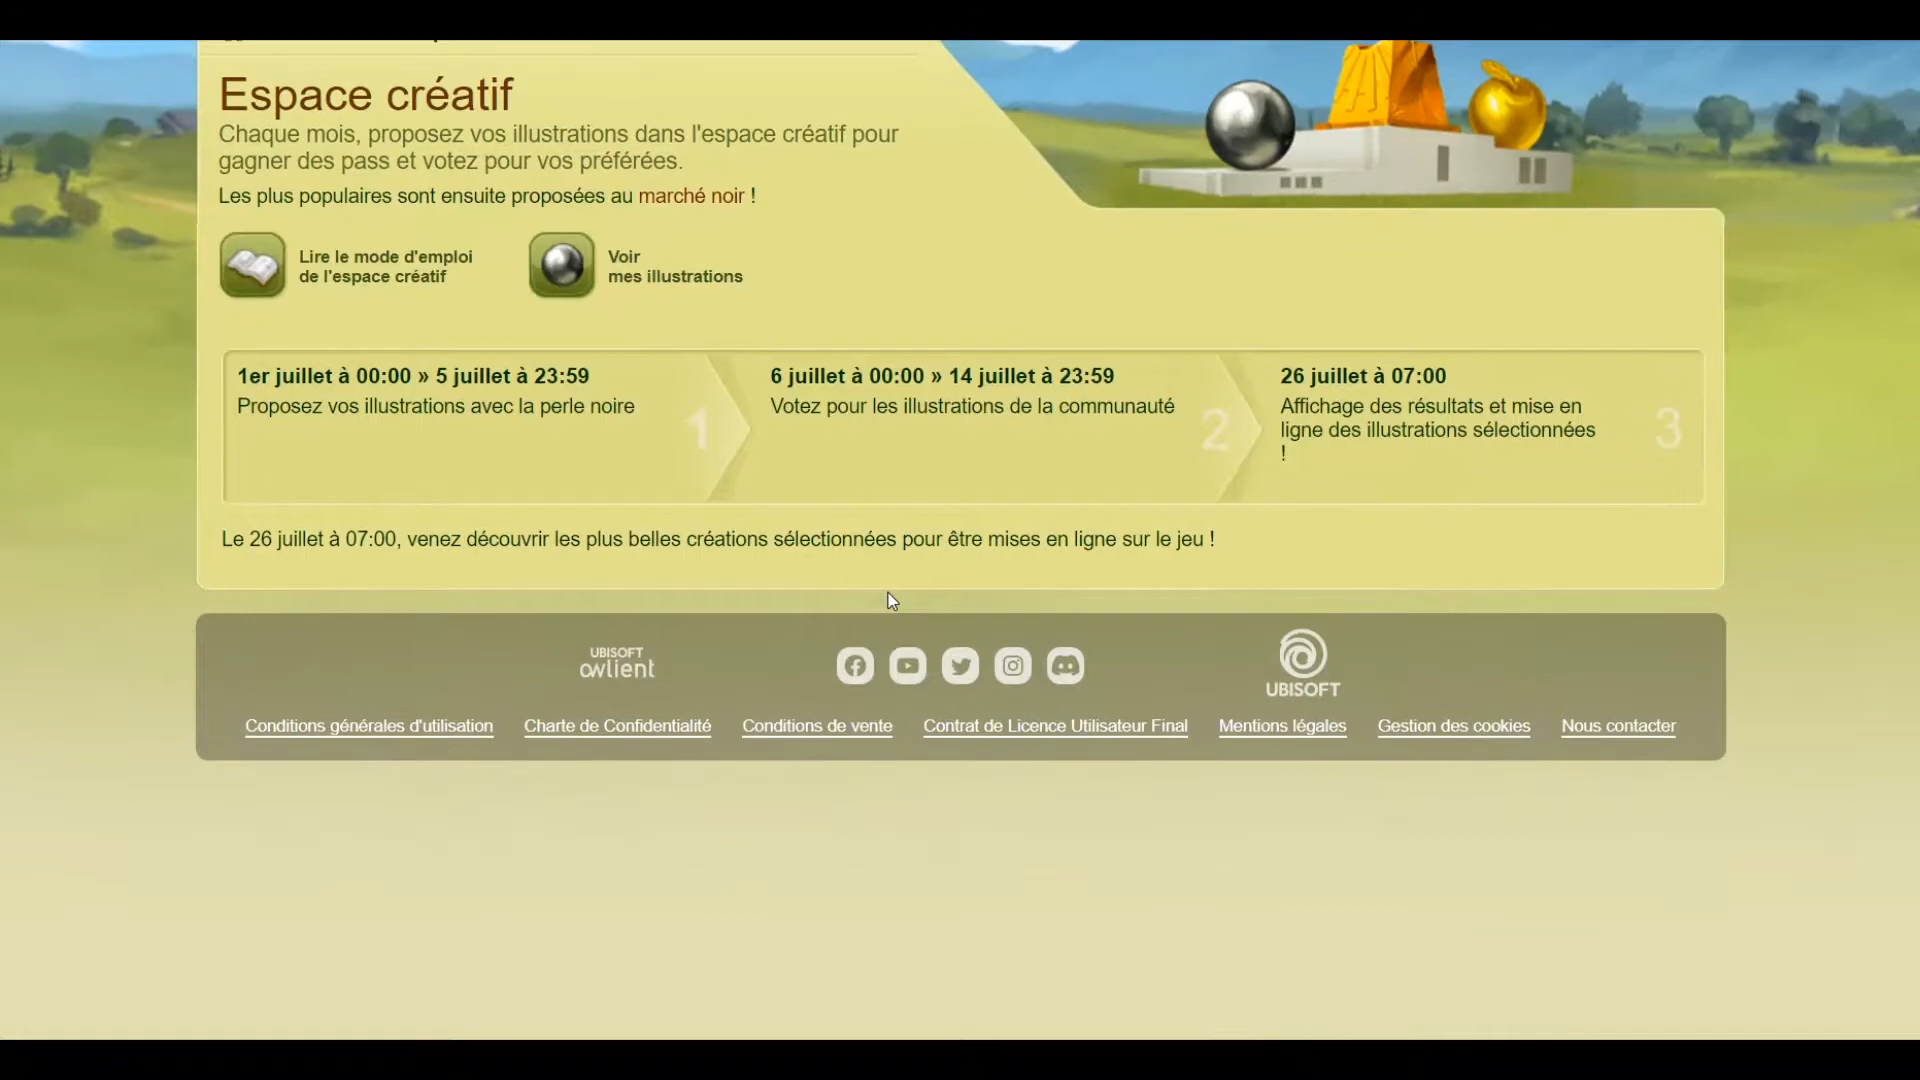 Espace créatif
Chaque mois, proposez vos illustrations dans l'espace créatif pour
gagner des pass et votez pour vos préférées.
Les plus populaires sont ensuite proposées au marché noir !
Lire le mode d'emploi
de l'espace créatif
Voir
mes illustrations
1er juillet à 00:00 » 5 juillet à 23:59
Proposez vos illustrations avec la perle noire
1
6 juillet à 00:00 » 14 juillet à 23:59
Votez pour les illustrations de la communauté
2
26 juillet à 07:00
Affichage des résultats et mise en
ligne des illustrations sélectionnées
!
3
Le 26 juillet à 07:00, venez découvrir les plus belles créations sélectionnées pour être mises en ligne sur le jeu !
UBISOFT
owlient
UBISOFT
Conditions générales d'utilisation Charte de Confidentialité Conditions de vente Contrat de Licence Utilisateur Final Mentions légales Gestion des cookies Nous contacter